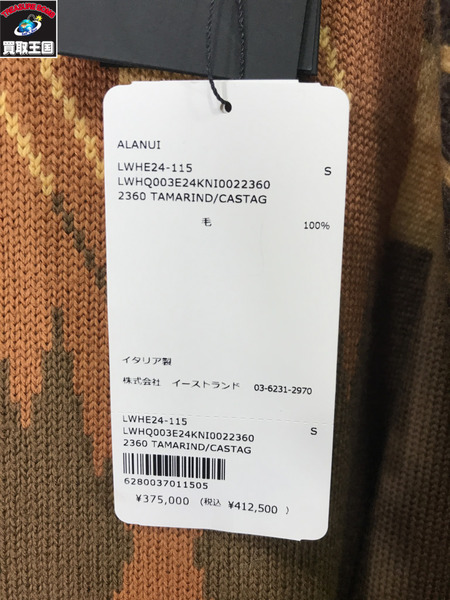 TREASURE MARK
買取王国
ALANUI
LWHE24-115 S
LWHQ003E24KNI0022360
2360 TAMARIND/CASTAG
毛 100%
イタリア製
株式会社 イーストランド 03-6231-2970
LWHE24-115 S
LWHQ003E24KNI0022360
2360 TAMARIND/CASTAG
6280037011505
¥375,000 (税込 ¥412,500 )